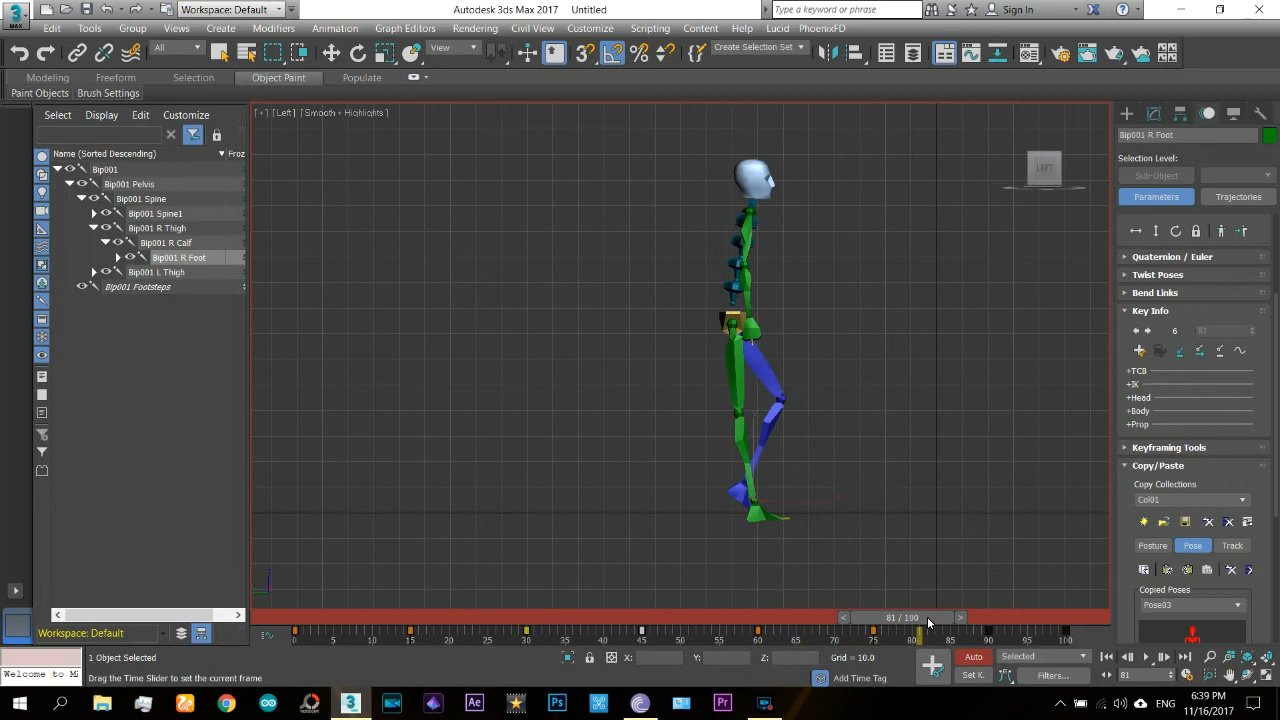 3 Workspace: Default Autodesk 3ds Max 2017 Untitled Type a keyword or phrase Sign In
MAX
Edit Tools Group Views Create Modifiers Animation Graph Editors Rendering Civil View Customize Scripting Content Help Lucid PhoenixFD
All View Create Selection Set
Modeling Freeform Selection Object Paint Populate
Paint Objects Brush Settings
Select Display Edit Customize
Name (Sorted Descending) Froz
Bip001
Bip001 Pelvis
Bip001 Spine
Bip001 Spine1
Bip001 R Thigh
Bip001 R Calf
Bip001 R Foot
Bip001 L Thigh
Bip001 Footsteps
[+] [Left] [Smooth + Highlights]
LEFT
Bip001 R Foot
Selection Level:
Sub-Object
Parameters Trajectories
Quaternion / Euler
Twist Poses
Bend Links
Key Info
6 81
+TCB
+IK
+Head
+Body
+Prop
Keyframing Tools
Copy/Paste
Copy Collections
Col01
Posture Pose Track
Copied Poses
Pose03
< 81 / 100 >
0 5 10 15 20 25 30 35 40 45 50 55 60 65 70 75 80 85 90 95 100
Workspace: Default
1 Object Selected X: Y: Z: Grid = 10.0 Auto Selected
Welcome to Mi Drag the Time Slider to set the current frame Add Time Tag Set K. Filters... 81
ENG 6:39 PM
11/16/2017